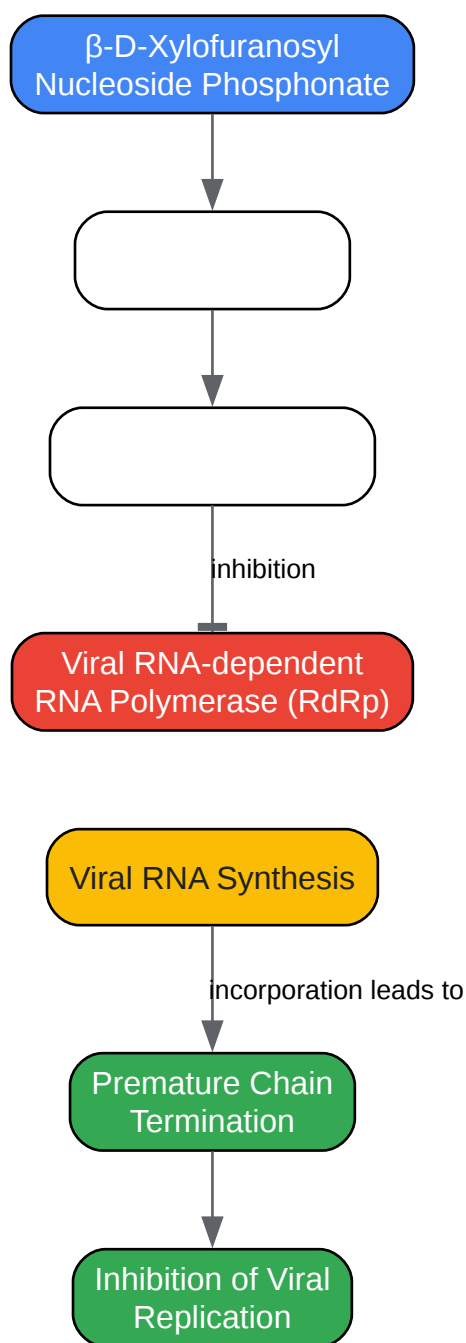 β-D-Xylofuranosyl
Nucleoside Phosphonate
inhibition
Viral RNA-dependent
RNA Polymerase (RdRp)
Viral RNA Synthesis
incorporation leads to
Premature Chain
Termination
Inhibition of Viral
Replication